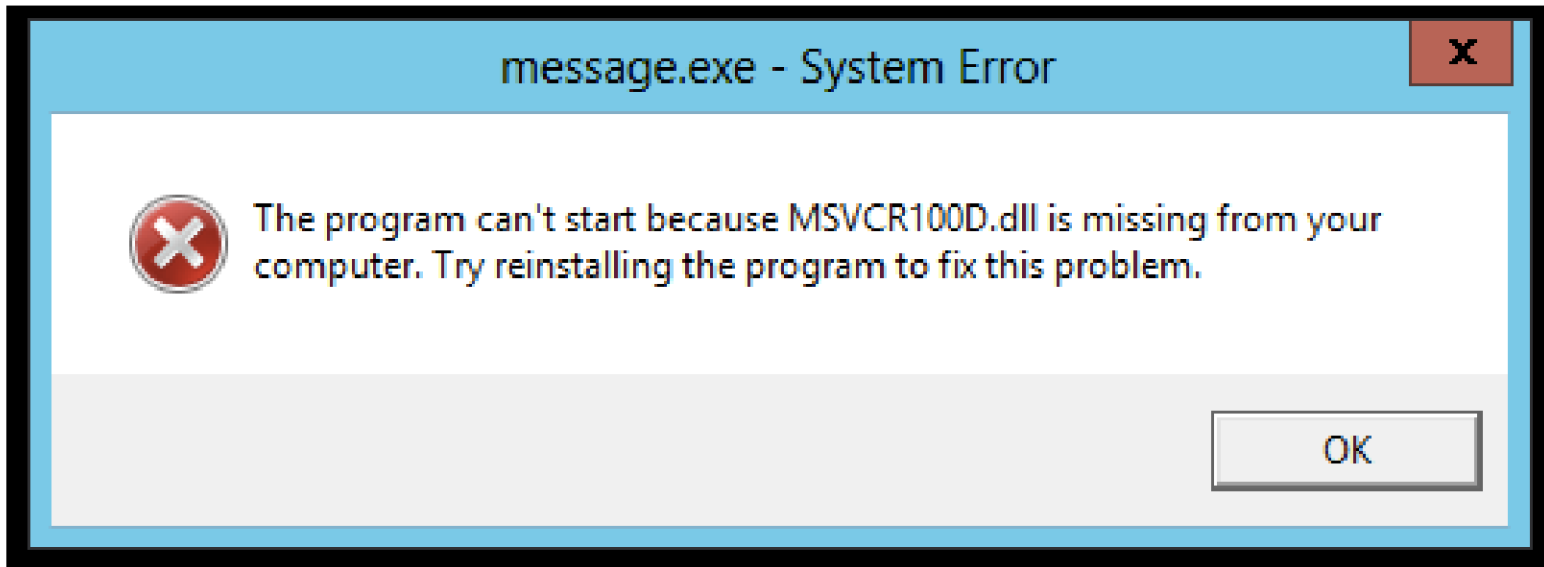 message.exe - System Error
x
The program can't start because MSVCR100D.dll is missing from your
computer. Try reinstalling the program to fix this problem.
OK